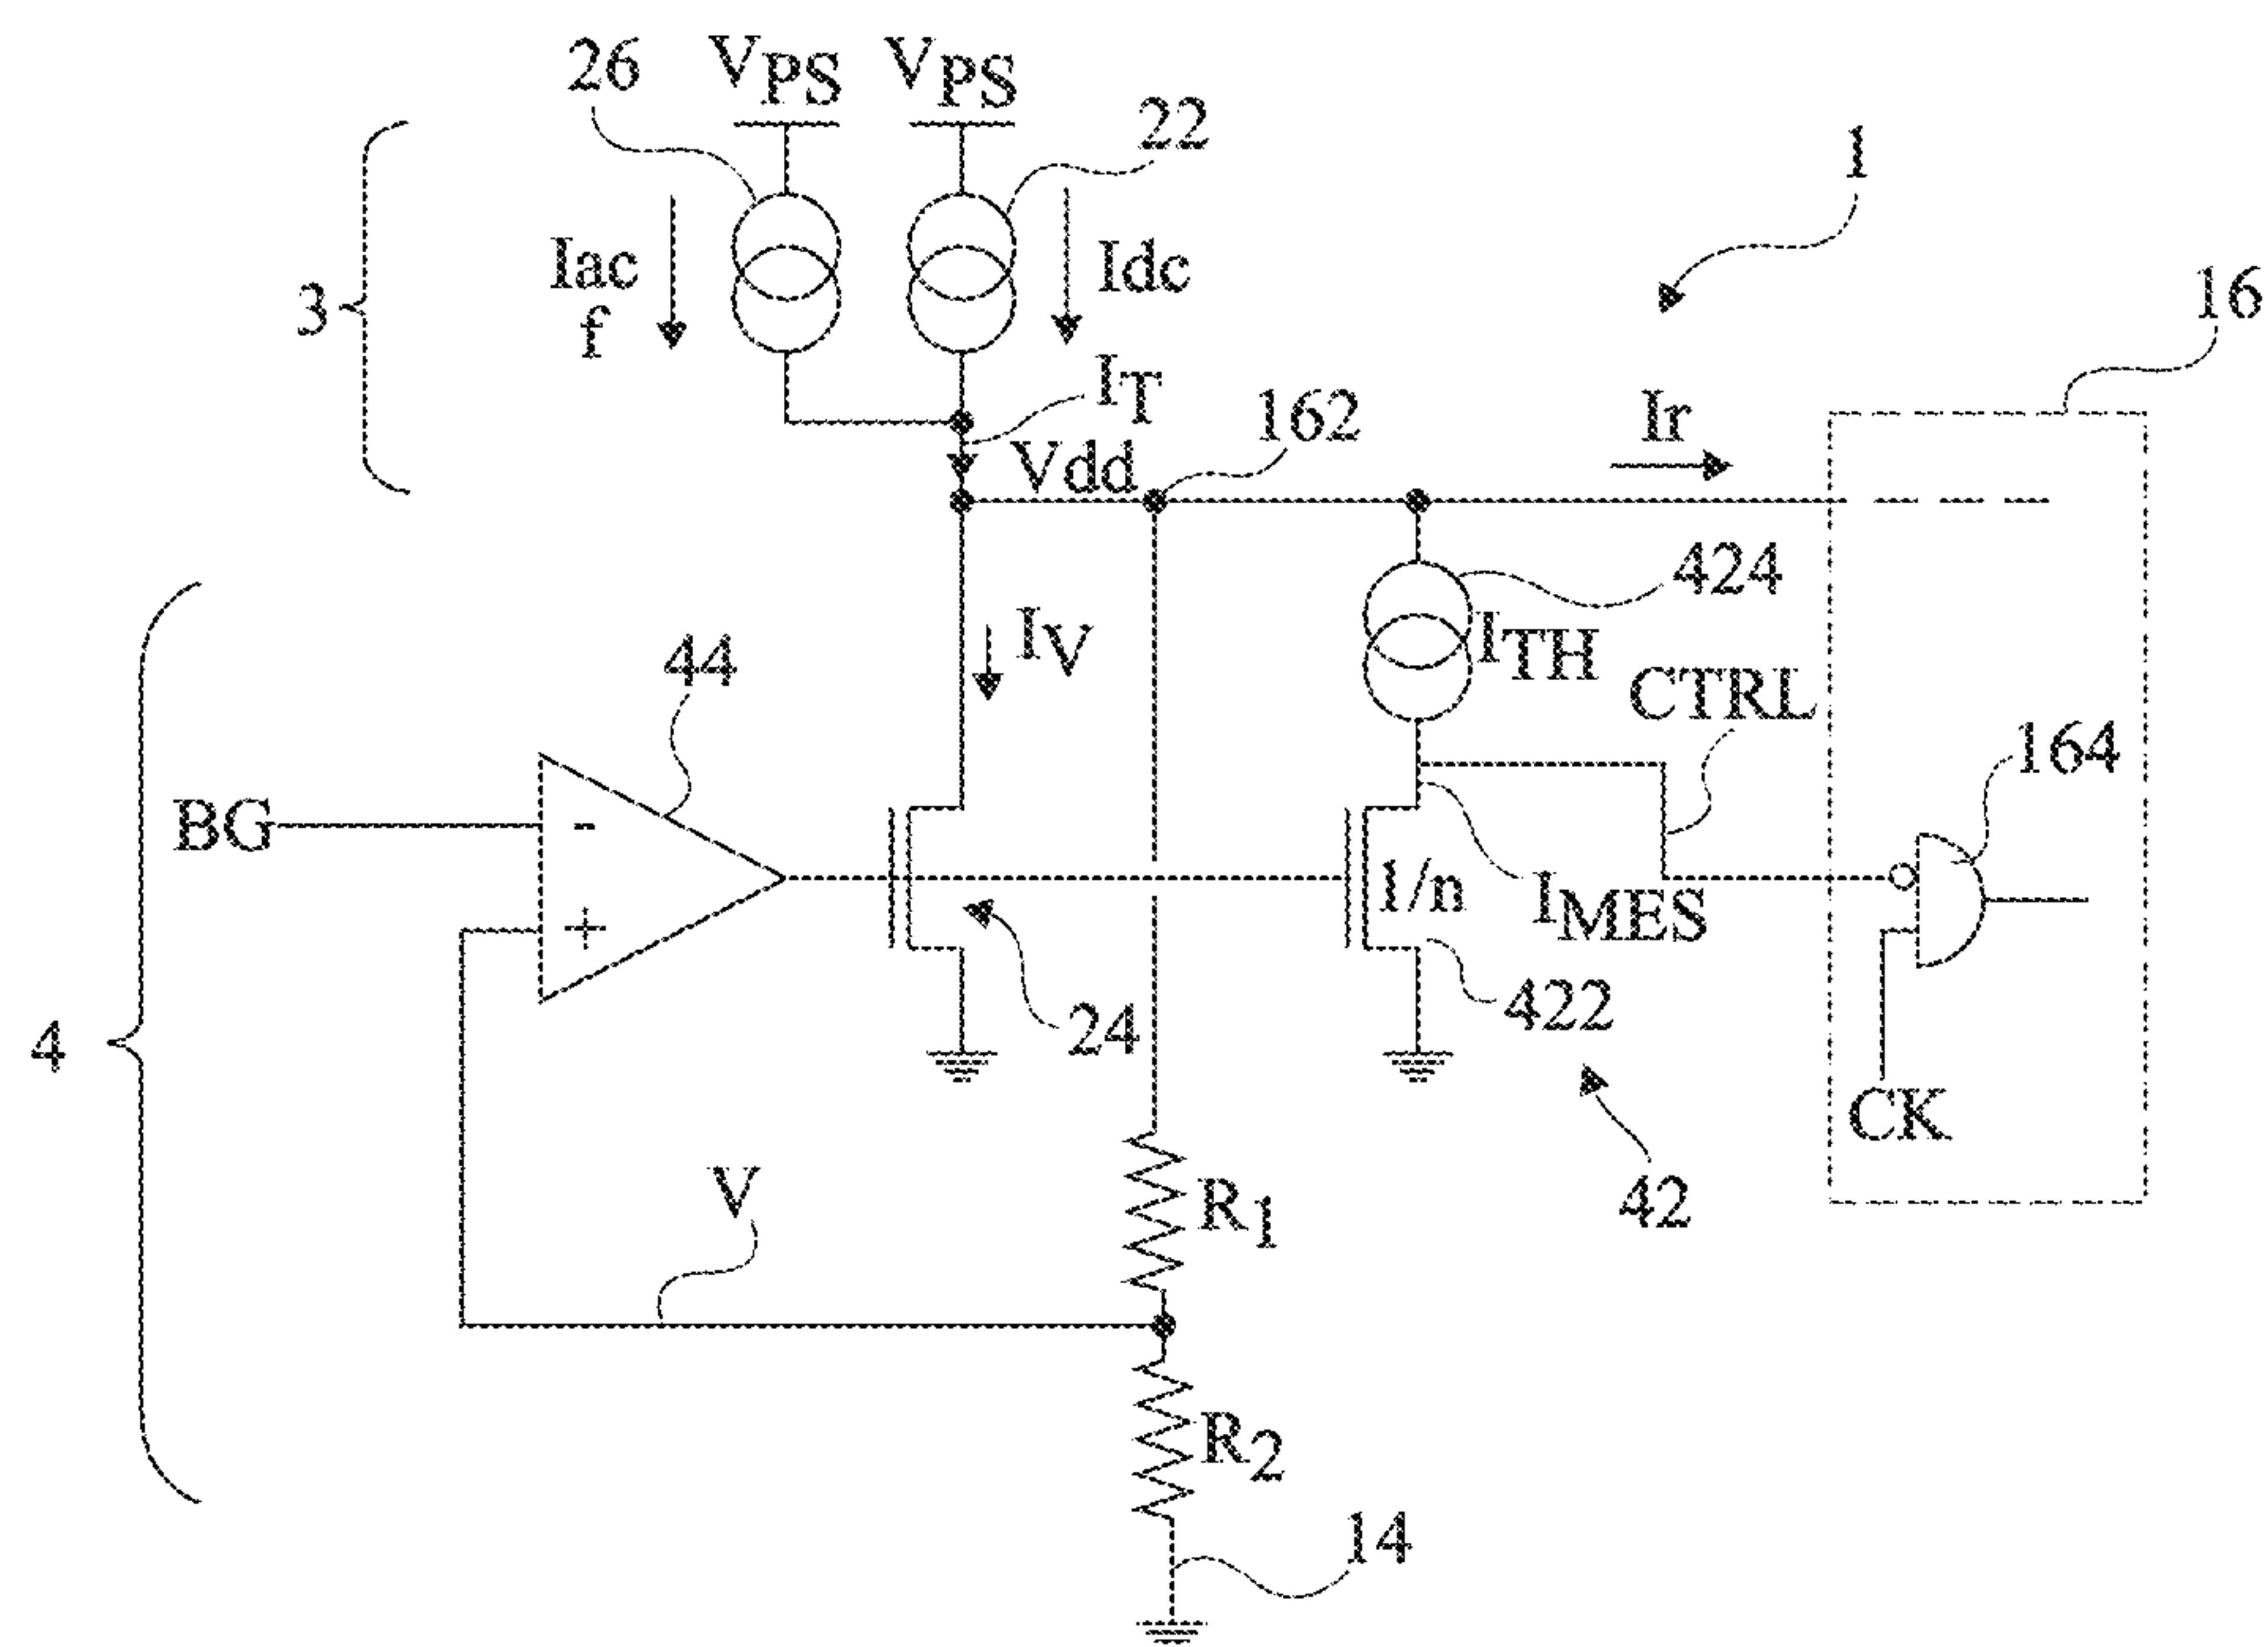 26
VPS
VPS
22
1
16
3
Iac
f
Idc
IT
162
Ir
Vdd
424
ITH
IV
CTRL
44
164
BG
-
+
1/n
IMES
24
422
4
CK
42
V
R1
R2
14